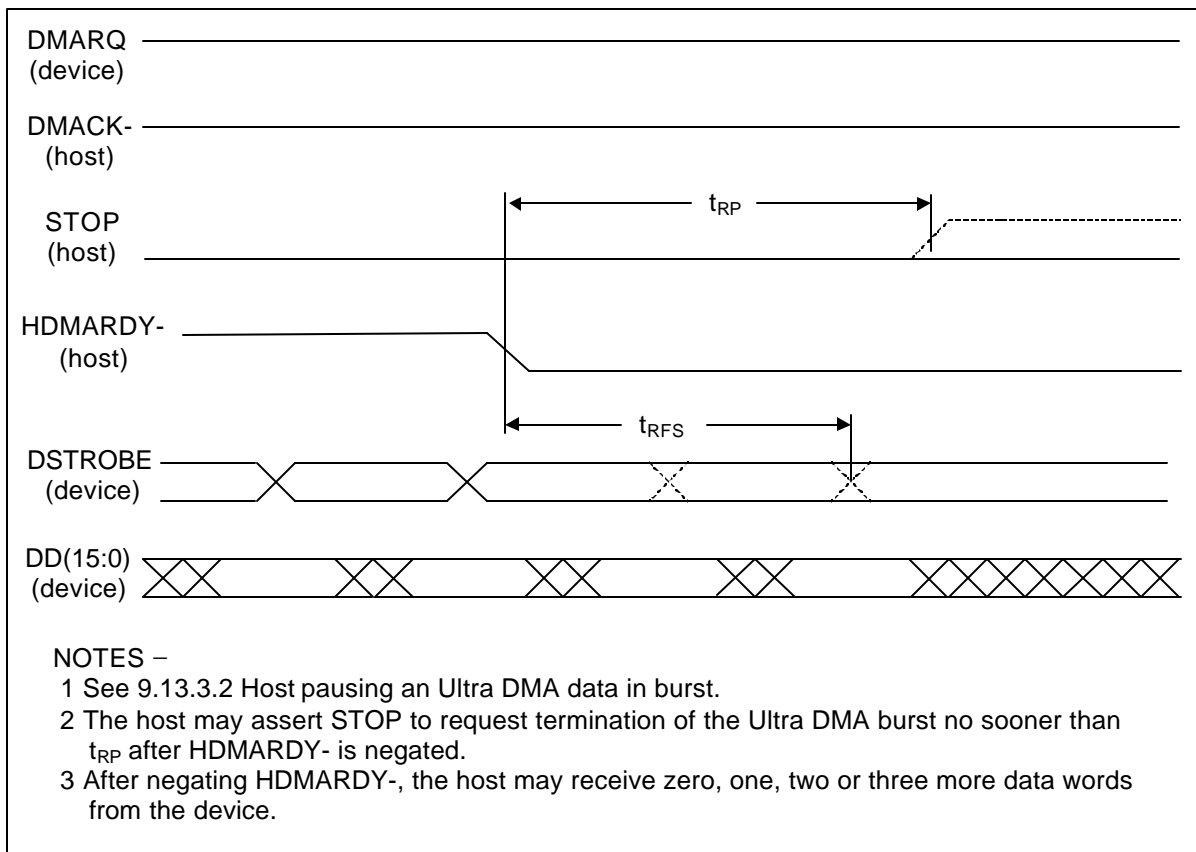 DMARQ
(device)
DMACK-
(host)
tRP
STOP
(host)
HDMARDY-
(host)
tRFS
DSTROBE
(device)
DD(15:0)
(device)
NOTES −
1 See 9.13.3.2 Host pausing an Ultra DMA data in burst.
2 The host may assert STOP to request termination of the Ultra DMA burst no sooner than
tRP after HDMARDY- is negated.
3 After negating HDMARDY-, the host may receive zero, one, two or three more data words
from the device.